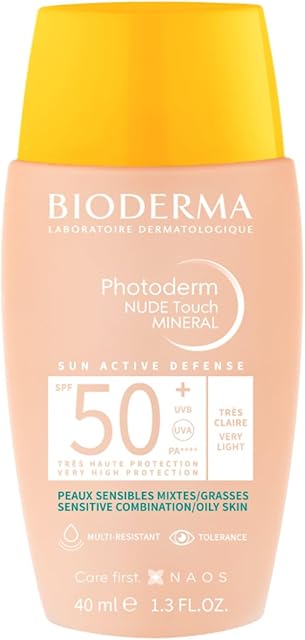 BIODERMA
LABORATOIRE DERMATOLOGIQUE
Photoderm
NUDE Touch
MINERAL
SUN ACTIVE DEFENSE
SPF 50+
UVB
UVA
PA++++
TRÈS CLAIRE
VERY LIGHT
TRÈS HAUTE PROTECTION
VERY HIGH PROTECTION
PEAUX SENSIBLES MIXTES/GRASSES
SENSITIVE COMBINATION/OILY SKIN
MULTI-RESISTANT TOLERANCE
Care first. NAOS
40 ml e 1.3 FL.OZ.